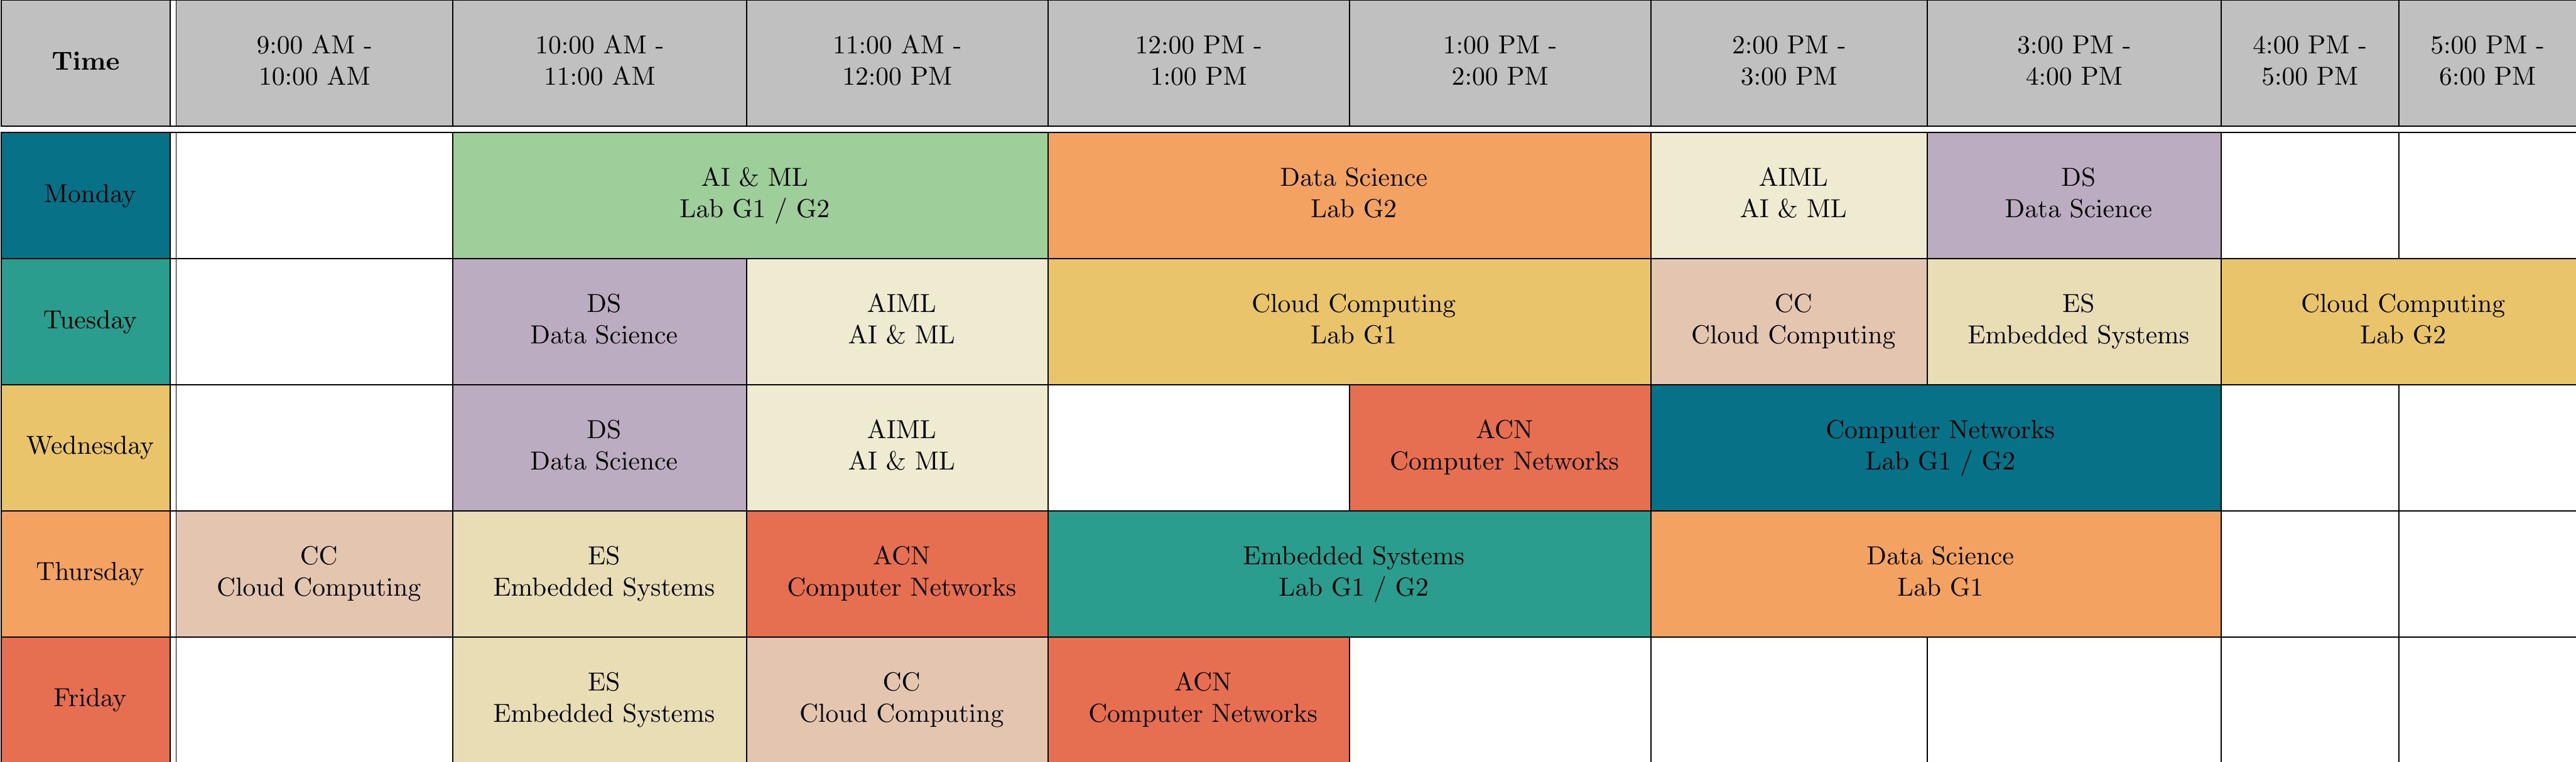 Time
9:00 AM -
10:00 AM
10:00 AM -
11:00 AM
11:00 AM -
12:00 PM
12:00 PM -
1:00 PM
1:00 PM -
2:00 PM
2:00 PM -
3:00 PM
3:00 PM -
4:00 PM
4:00 PM -
5:00 PM
5:00 PM -
6:00 PM
Monday
AI & ML
Lab G1 / G2
Data Science
Lab G2
AIML
AI & ML
DS
Data Science
Tuesday
DS
Data Science
AIML
AI & ML
Cloud Computing
Lab G1
CC
Cloud Computing
ES
Embedded Systems
Cloud Computing
Lab G2
Wednesday
DS
Data Science
AIML
AI & ML
ACN
Computer Networks
Computer Networks
Lab G1 / G2
Thursday
CC
Cloud Computing
ES
Embedded Systems
ACN
Computer Networks
Embedded Systems
Lab G1 / G2
Data Science
Lab G1
Friday
ES
Embedded Systems
CC
Cloud Computing
ACN
Computer Networks